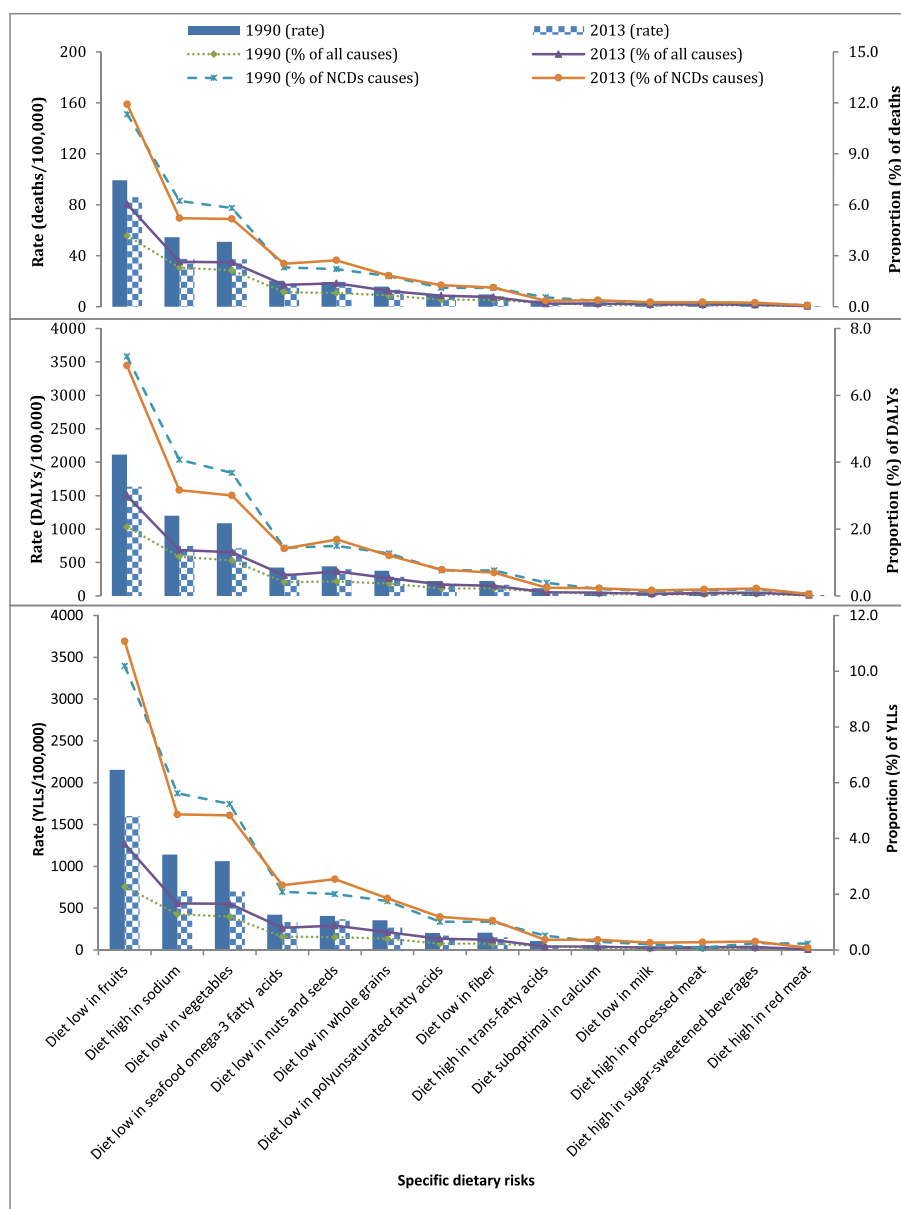 1990 (rate) 2013 (rate)
1990 (% of all causes) 2013 (% of all causes)
1990 (% of NCDs causes) 2013 (% of NCDs causes)
Rate (deaths/100,000)
200
160
120
80
40
0
15.0
12.0
9.0
6.0
3.0
0.0
Proportion (%) of deaths
Rate (DALYs/100,000)
4000
3500
3000
2500
2000
1500
1000
500
0
8.0
6.0
4.0
2.0
0.0
Proportion (%) of DALYs
Rate (YLLs/100,000)
4000
3500
3000
2500
2000
1500
1000
500
0
12.0
10.0
8.0
6.0
4.0
2.0
0.0
Proportion (%) of YLLs
Diet low in fruits
Diet high in sodium
Diet low in vegetables
Diet low in seafood omega-3 fatty acids
Diet low in nuts and seeds
Diet low in whole grains
Diet low in polyunsaturated fatty acids
Diet low in fiber
Diet high in trans-fatty acids
Diet suboptimal in calcium
Diet low in milk
Diet high in processed meat
Diet high in sugar-sweetened beverages
Diet high in red meat
Specific dietary risks